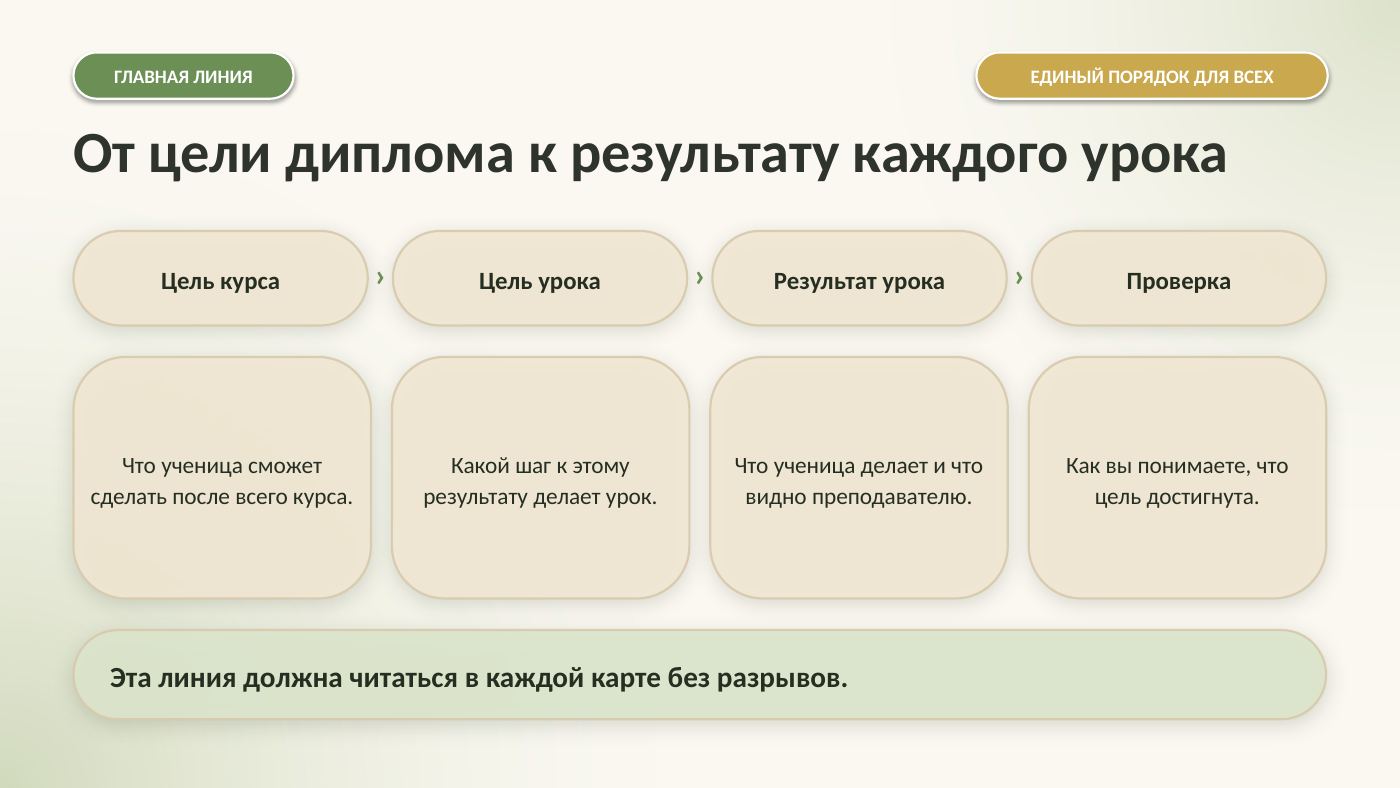 ГЛАВНАЯ ЛИНИЯ
ЕДИНЫЙ ПОРЯДОК ДЛЯ ВСЕХ
От цели диплома к результату каждого урока
Цель курса › Цель урока › Результат урока › Проверка
Что ученица сможет
сделать после всего курса.
Какой шаг к этому
результату делает урок.
Что ученица делает и что
видно преподавателю.
Как вы понимаете, что
цель достигнута.
Эта линия должна читаться в каждой карте без разрывов.